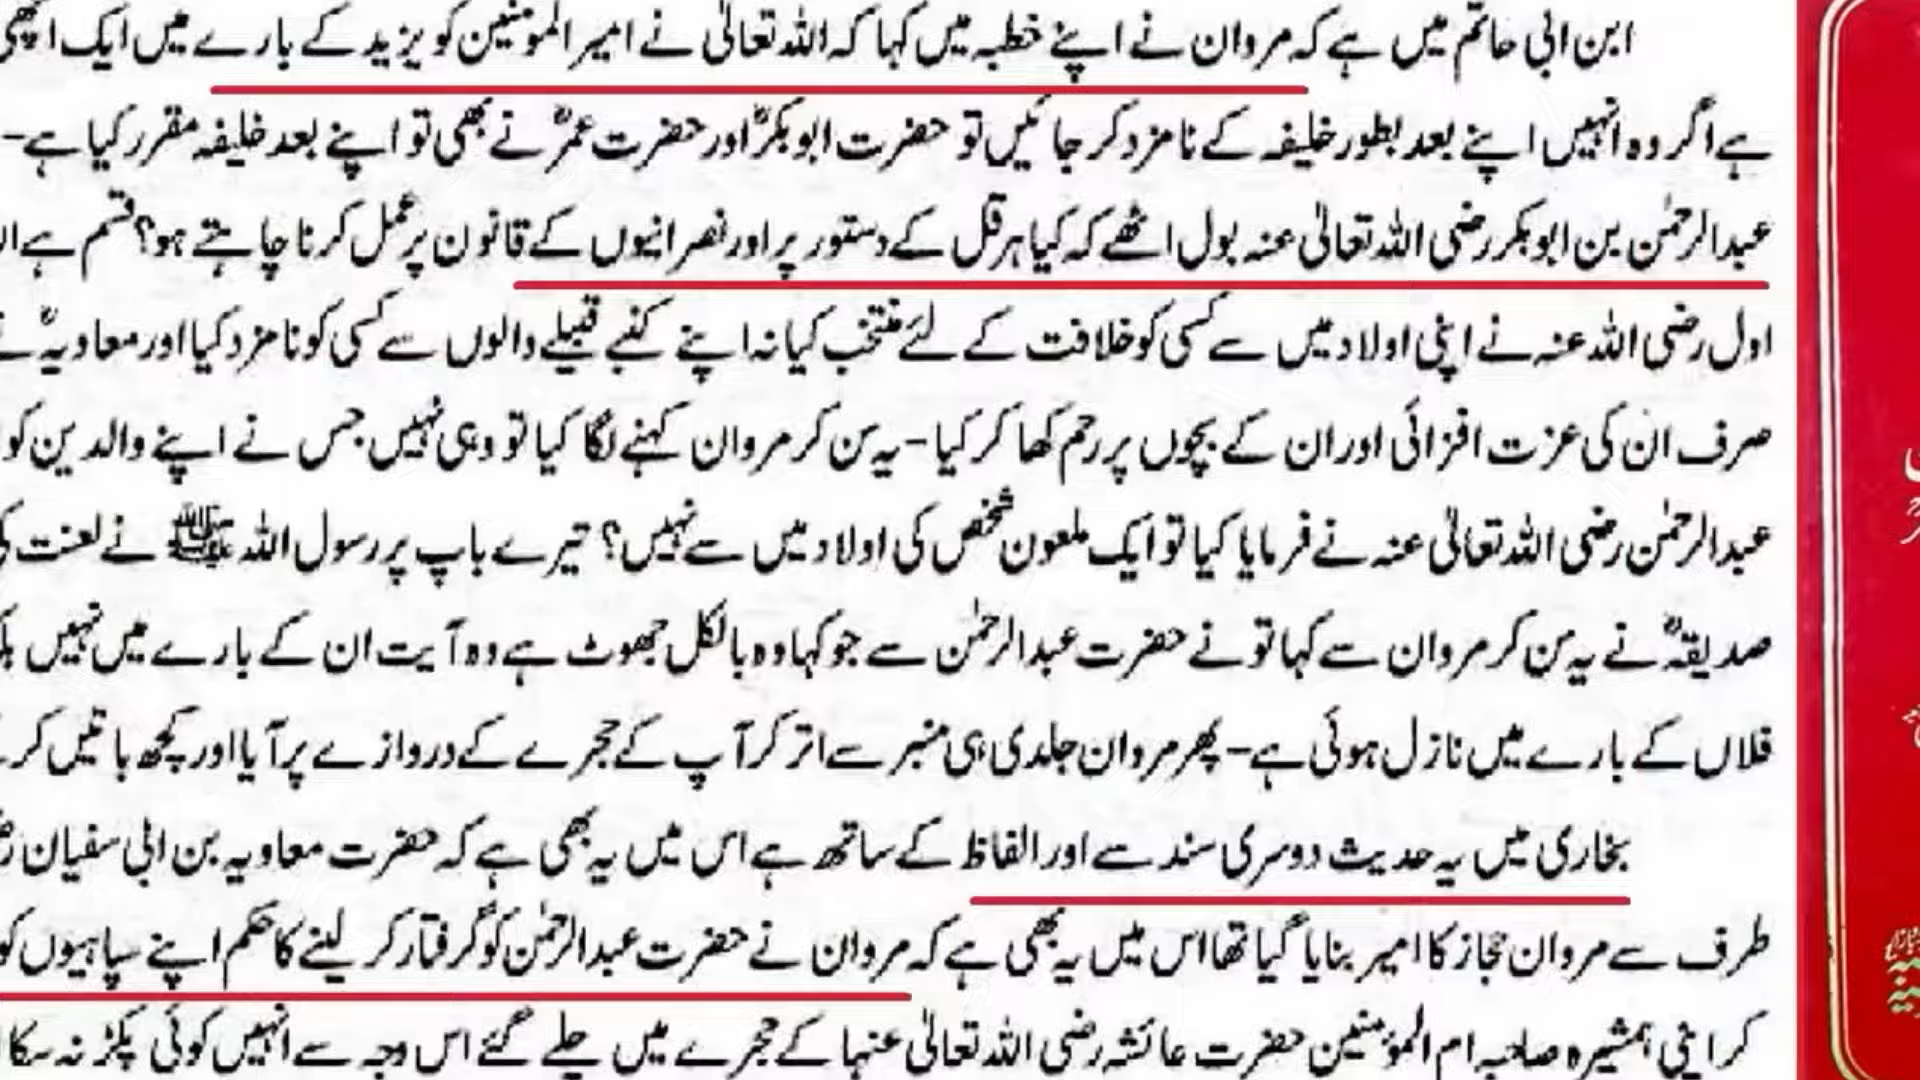 ابن ابی حاتم میں ہے کہ مروان نے اپنے خطبہ میں کہا کہ اللہ تعالیٰ نے امیر المومنین کو یزید کے بارے میں ایک اچھی
ہے اگر وہ انہیں اپنے بعد بطور خلیفہ کے نامزد کر جائیں تو حضرت ابوبکرؓ اور حضرت عمرؓ نے بھی تو اپنے بعد خلیفہ مقرر کیا ہے-
عبدالرحمٰن بن ابوبکر رضی اللہ تعالیٰ عنہ بول اٹھے کہ کیا ہرقل کے دستور پر اور نصرانیوں کے قانون پر عمل کرنا چاہتے ہو؟ قسم ہے
اول رضی اللہ عنہ نے اپنی اولاد میں سے کسی کو خلافت کے لئے منتخب کیا نہ اپنے کنبے قبیلے والوں سے کسی کو نامزد کیا اور معاویہؓ نے
صرف ان کی عزت افزائی اور ان کے بچوں پر رحم کھا کر کیا- یہ سن کر مروان کہنے لگا کیا تو وہی نہیں جس نے اپنے والدین کو
عبدالرحمٰن رضی اللہ تعالیٰ عنہ نے فرمایا کیا تو ایک ملعون شخص کی اولاد میں سے نہیں؟ تیرے باپ پر رسول اللہ ﷺ نے لعنت کی
صدیقہؓ نے یہ سن کر مروان سے کہا تو نے حضرت عبدالرحمٰن سے جو کہا وہ بالکل جھوٹ ہے وہ آیت ان کے بارے میں نہیں
فلاں کے بارے میں نازل ہوئی ہے- پھر مروان جلدی ہی منبر سے اتر کر آپ کے حجرے کے دروازے پر آیا اور کچھ باتیں کر
بخاری میں یہ حدیث دوسری سند سے اور الفاظ کے ساتھ ہے اس میں یہ بھی ہے کہ حضرت معاویہ بن ابی سفیان
طرف سے مروان حجاز کا امیر بنایا گیا تھا اس میں یہ بھی ہے کہ مروان نے حضرت عبدالرحمٰن کو گرفتار کر لینے کا حکم اپنے سپاہیوں کو
کر اپنی ہمشیرہ صاحبہ ام المومنین حضرت عائشہ رضی اللہ تعالیٰ عنہا کے حجرے میں چلے گئے اس وجہ سے انہیں کوئی پکڑ نہ سکا